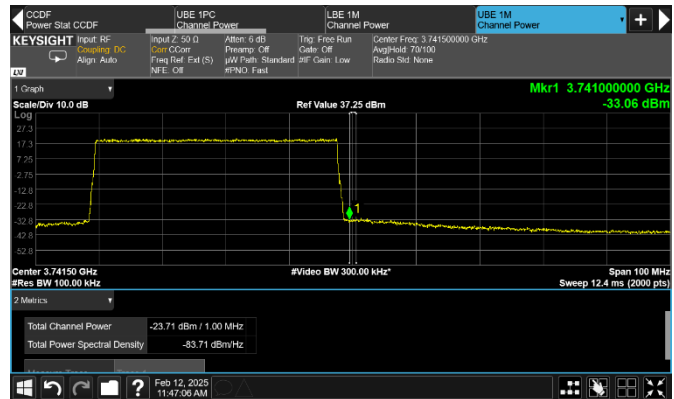 CCDF
Power Stat CCDF
UBE 1PC
Channel Power
LBE 1M
Channel Power
UBE 1M
Channel Power
KEYSIGHT
Input: RF
Coupling: DC
Align: Auto
Input Z: 50 Ω
Corr CCorr
Freq Ref: Ext (S)
NFE: Off
Atten: 6 dB
Preamp: Off
µW Path: Standard
#PNO: Fast
Trig: Free Run
Gate: Off
#IF Gain: Low
Center Freq: 3.741500000 GHz
Avg|Hold: 70/100
Radio Std: None
LXI
1 Graph
Scale/Div 10.0 dB
Ref Value 37.25 dBm
Mkr1 3.741000000 GHz
-33.06 dBm
Log
27.3
17.3
7.25
-2.75
-12.8
-22.8
-32.8
-42.8
-52.8
1
Center 3.74150 GHz
#Video BW 300.00 kHz*
Span 100 MHz
#Res BW 100.00 kHz
Sweep 12.4 ms (2000 pts)
2 Metrics
Total Channel Power -23.71 dBm / 1.00 MHz
Total Power Spectral Density -83.71 dBm/Hz
Feb 12, 2025
11:47:06 AM